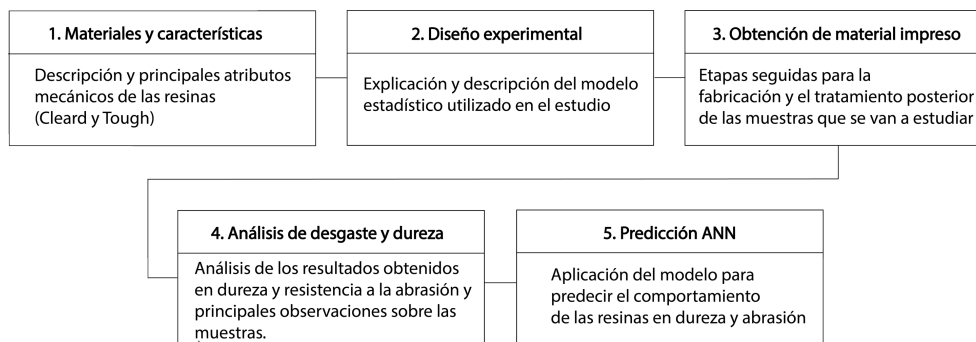 1. Materiales y características
Descripción y principales atributos
mecánicos de las resinas
(Cleard y Tough)
2. Diseño experimental
Explicación y descripción del modelo
estadístico utilizado en el estudio
3. Obtención de material impreso
Etapas seguidas para la
fabricación y el tratamiento posterior
de las muestras que se van a estudiar
4. Análisis de desgaste y dureza
Análisis de los resultados obtenidos
en dureza y resistencia a la abrasión y
principales observaciones sobre las
muestras.
5. Predicción ANN
Aplicación del modelo para
predecir el comportamiento
de las resinas en dureza y abrasión